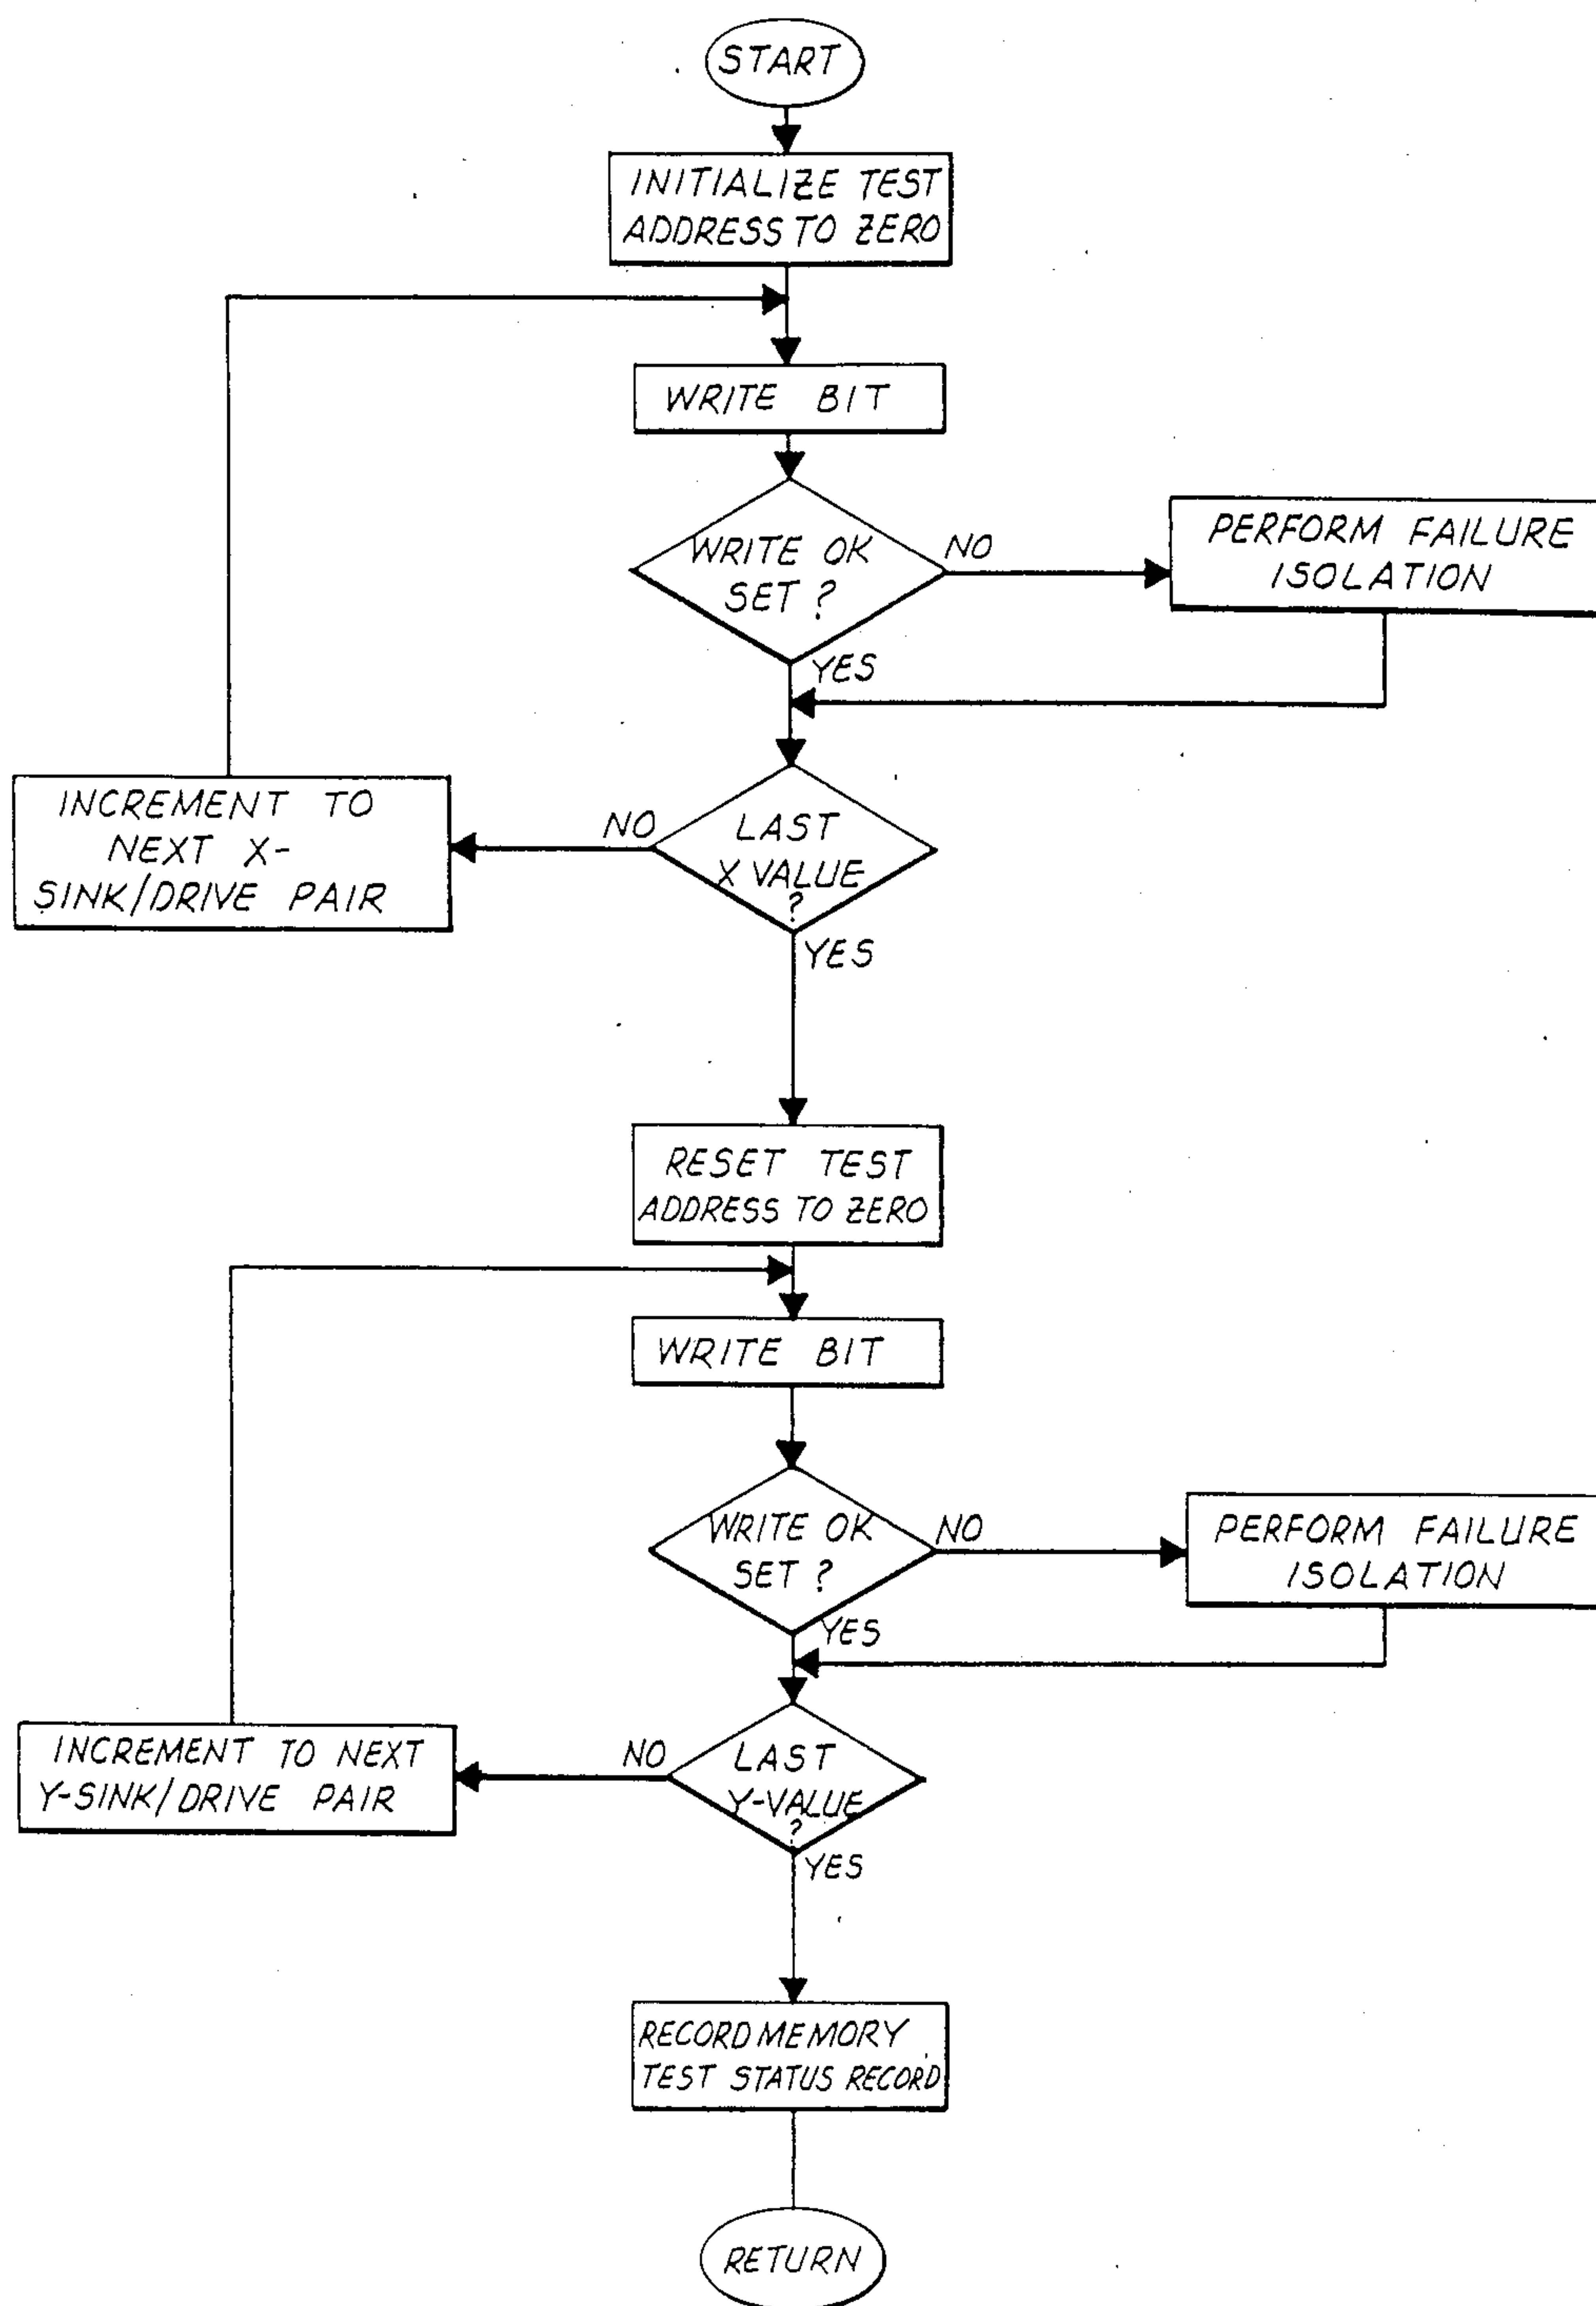 START
INITIALIZE TEST
ADDRESS TO ZERO
WRITE BIT
WRITE OK
SET ?
NO
PERFORM FAILURE
ISOLATION
YES
INCREMENT TO
NEXT X-
SINK/DRIVE PAIR
NO
LAST
X VALUE
?
YES
RESET TEST
ADDRESS TO ZERO
WRITE BIT
WRITE OK
SET ?
NO
PERFORM FAILURE
ISOLATION
YES
INCREMENT TO NEXT
Y-SINK/DRIVE PAIR
NO
LAST
Y-VALUE
?
YES
RECORD MEMORY
TEST STATUS RECORD
RETURN